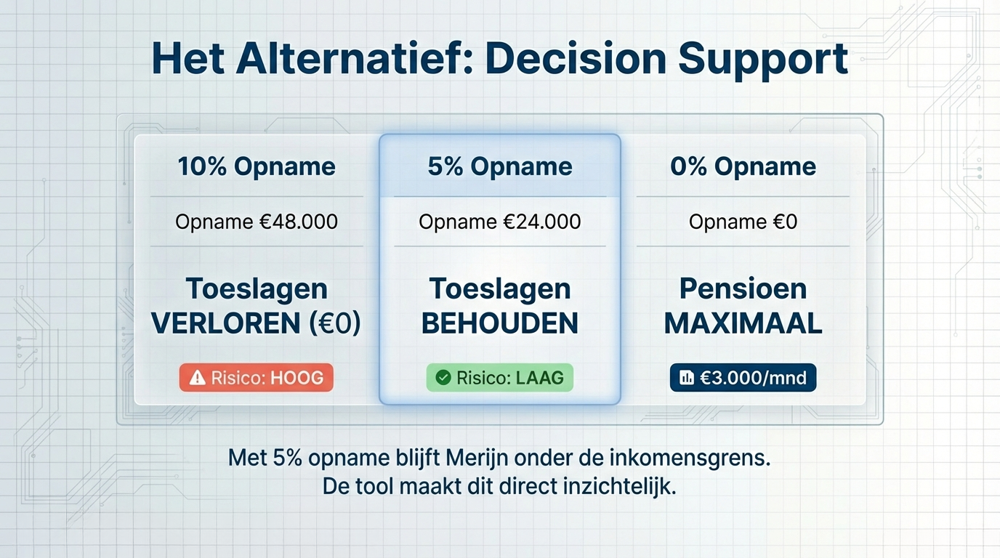 Het Alternatief: Decision Support
10% Opname
Opname €48.000
Toeslagen
VERLOREN (€0)
Risico: HOOG
5% Opname
Opname €24.000
Toeslagen
BEHOUDEN
Risico: LAAG
0% Opname
Opname €0
Pensioen
MAXIMAAL
€3.000/mnd
Met 5% opname blijft Merijn onder de inkomensgrens.
De tool maakt dit direct inzichtelijk.